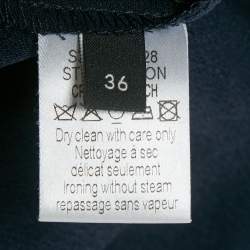 36
Dry clean with care only
Nettoyage à sec
délicat seulement
Ironing without steam
repassage sans vapeur